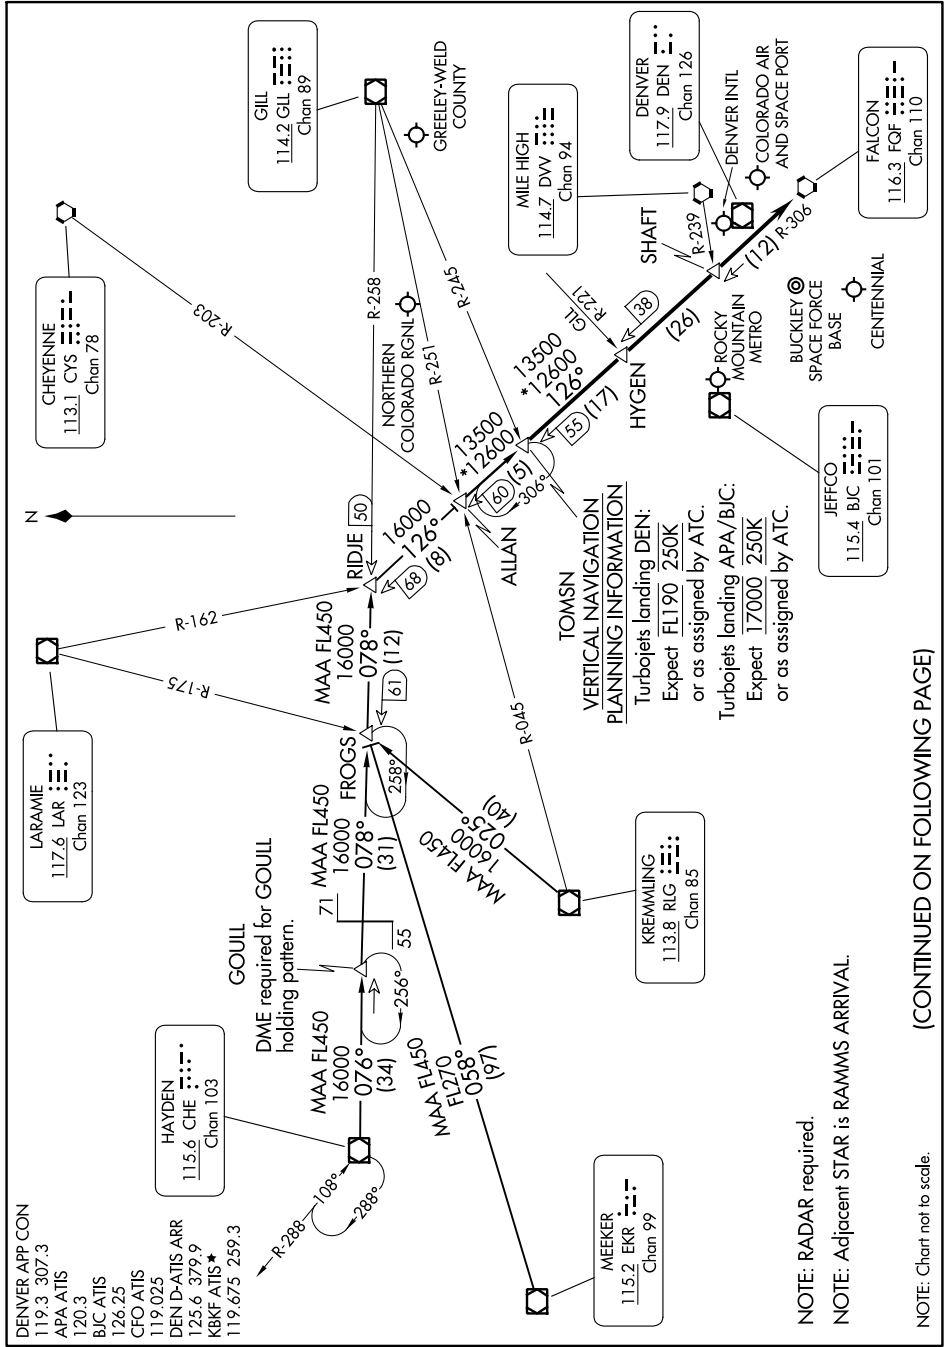 DENVER APP CON
119.3 307.3
APA ATIS
120.3
BJC ATIS
126.25
CFO ATIS
119.025
DEN D-ATIS ARR
125.6 379.9
KBKF ATIS★
119.675 259.3
LARAMIE
117.6 LAR
Chan 123
CHEYENNE
113.1 CYS
Chan 78
GILL
114.2 GLL
Chan 89
N
HAYDEN
115.6 CHE
Chan 103
R-288
108°
288°
MAA FL450
16000
076°
(34)
GOULL
DME required for GOULL
holding pattern.
256°
71
55
MAA FL450
16000
078°
(31)
FROGS
258°
61
MAA FL450
16000
078°
(12)
R-175
R-162
RIDJE
50
68
16000
126°
(8)
R-203
R-258
NORTHERN
COLORADO RGNL
R-251
R-245
GREELEY-WELD
COUNTY
ALLAN
60
13500
*12600
(5)
306°
TOMSN
55
13500
*12600
126°
(17)
GIL
R-221
HYGEN
38
(26)
MILE HIGH
114.7 DVV
Chan 94
SHAFT
R-239
(12)
R-306
DENVER
117.9 DEN
Chan 126
DENVER INTL
COLORADO AIR
AND SPACE PORT
FALCON
116.3 FQF
Chan 110
ROCKY
MOUNTAIN
METRO
BUCKLEY
SPACE FORCE
BASE
CENTENNIAL
JEFFCO
115.4 BJC
Chan 101
MEEKER
115.2 EKR
Chan 99
MAA FL450
FL270
058°
(97)
KREMMLING
113.8 RLG
Chan 85
MAA FL450
16000
025°
(40)
R-045
VERTICAL NAVIGATION
PLANNING INFORMATION
Turbojets landing DEN:
Expect FL190 250K
or as assigned by ATC.
Turbojets landing APA/BJC:
Expect 17000 250K
or as assigned by ATC.
NOTE: RADAR required.
NOTE: Adjacent STAR is RAMMS ARRIVAL.
NOTE: Chart not to scale.
(CONTINUED ON FOLLOWING PAGE)